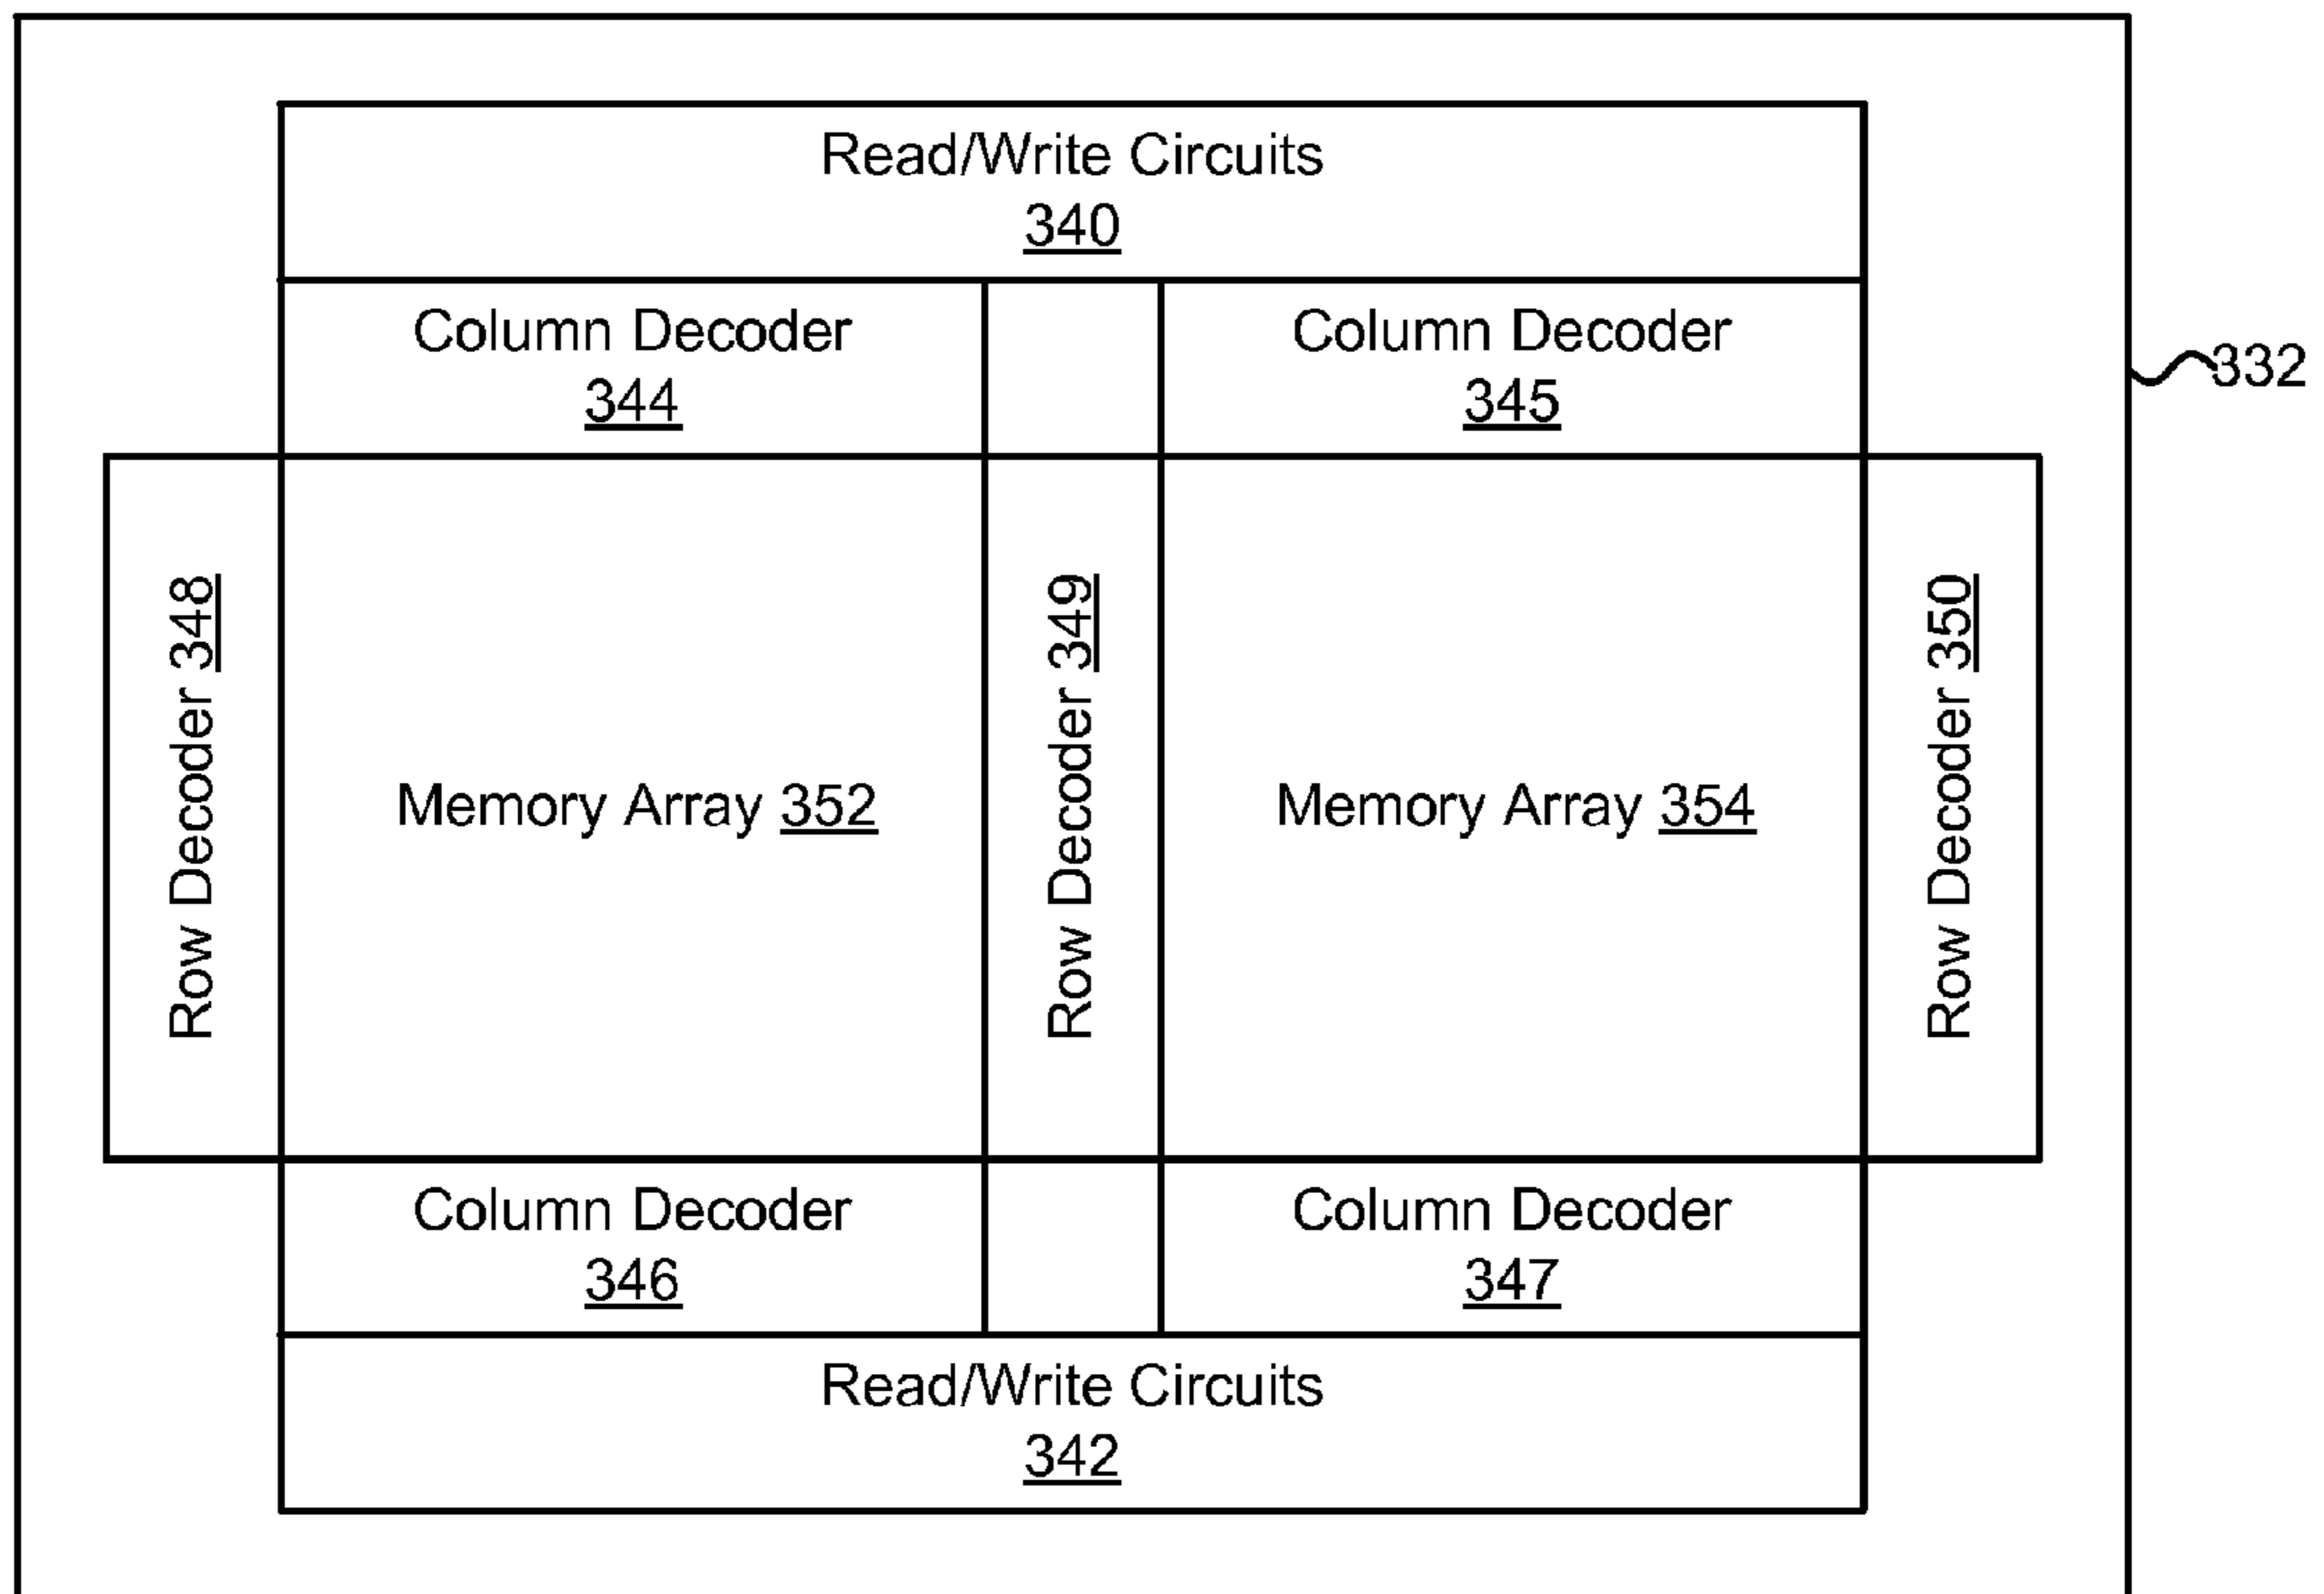 Read/Write Circuits
340
Column Decoder
344
Column Decoder
345
332
Row Decoder 348
Memory Array 352
Row Decoder 349
Memory Array 354
Row Decoder 350
Column Decoder
346
Column Decoder
347
Read/Write Circuits
342